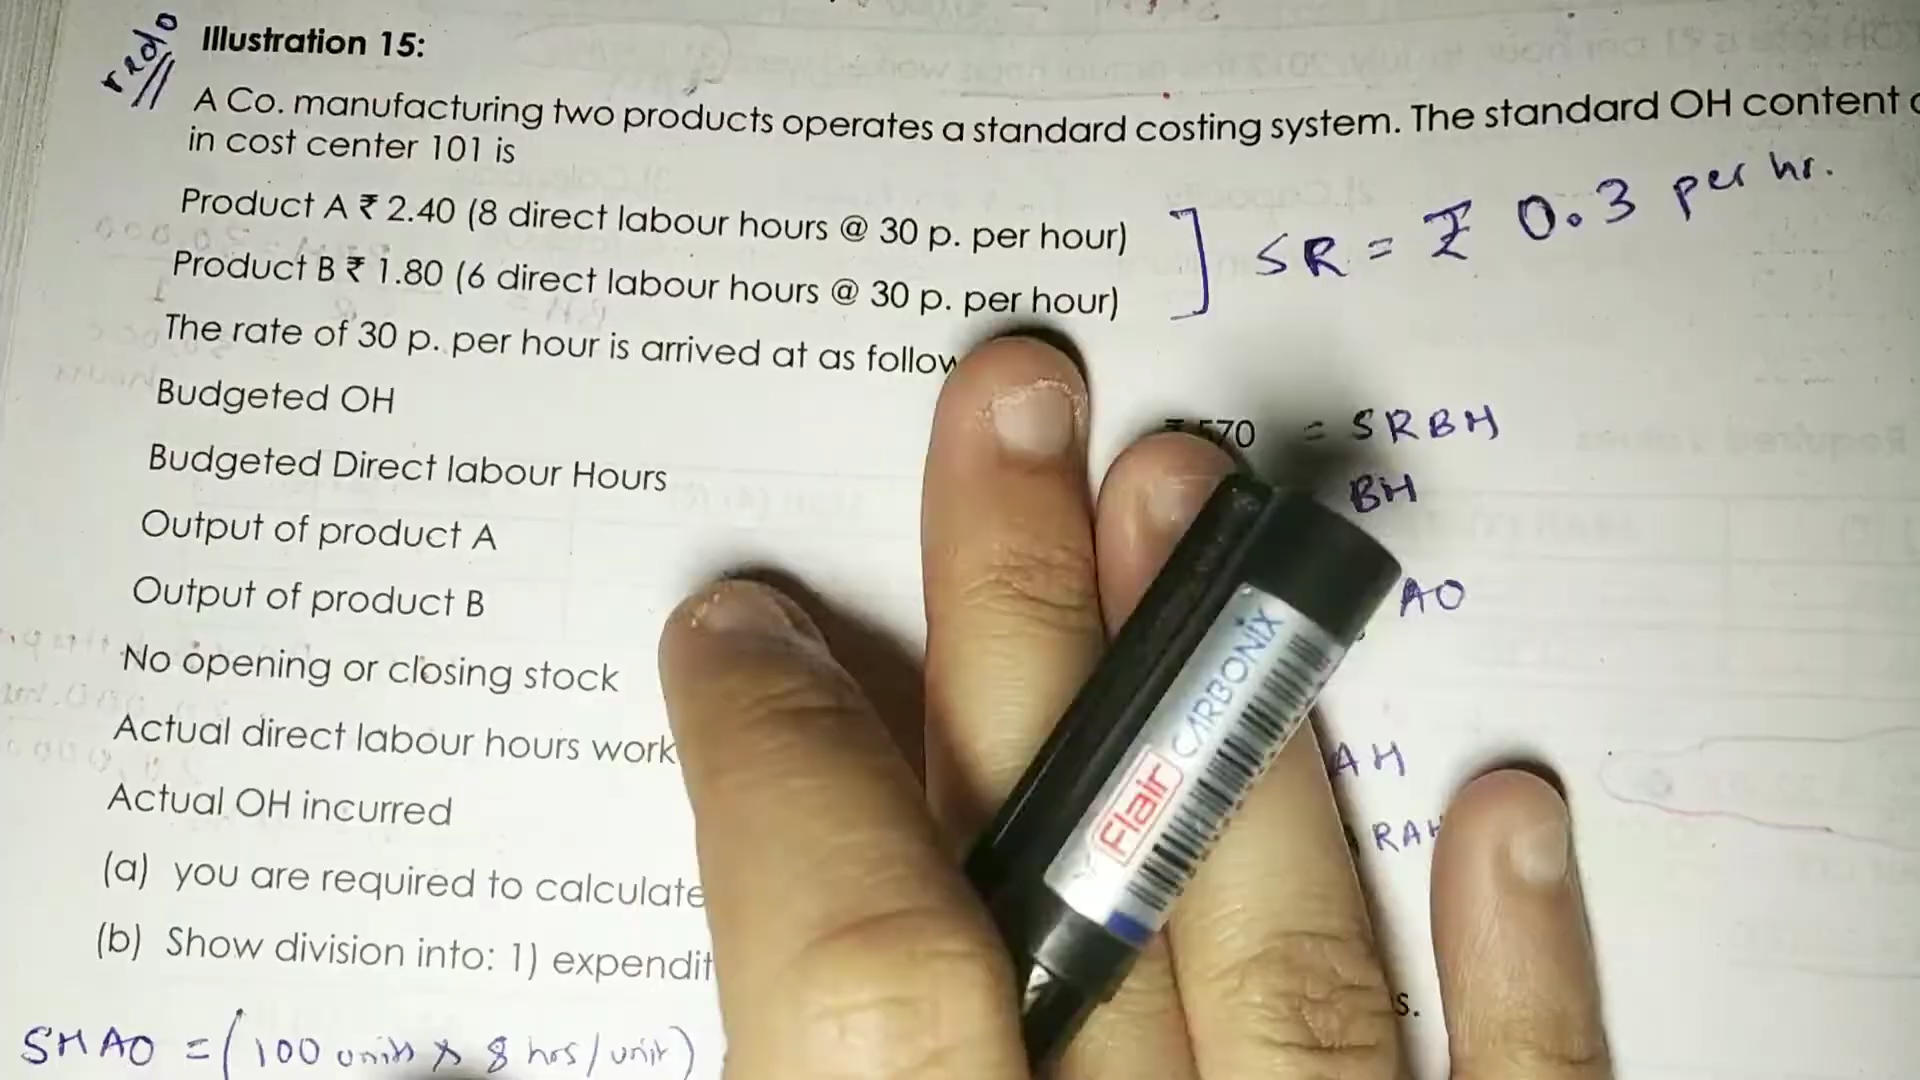 redo
Illustration 15:
A Co. manufacturing two products operates a standard costing system. The standard OH content
in cost center 101 is
Product A ₹ 2.40 (8 direct labour hours @ 30 p. per hour)
Product B ₹ 1.80 (6 direct labour hours @ 30 p. per hour)
SR = ₹ 0.3 per hr.
The rate of 30 p. per hour is arrived at as follow
Budgeted OH
570 = SRBH
Budgeted Direct labour Hours
BH
Output of product A
Output of product B
AO
No opening or closing stock
Actual direct labour hours work
AH
Actual OH incurred
RAH
(a) you are required to calculate
(b) Show division into: 1) expendit
s.
SHAO = (100 units × 8 hrs/unit)
Flair CARBONIX